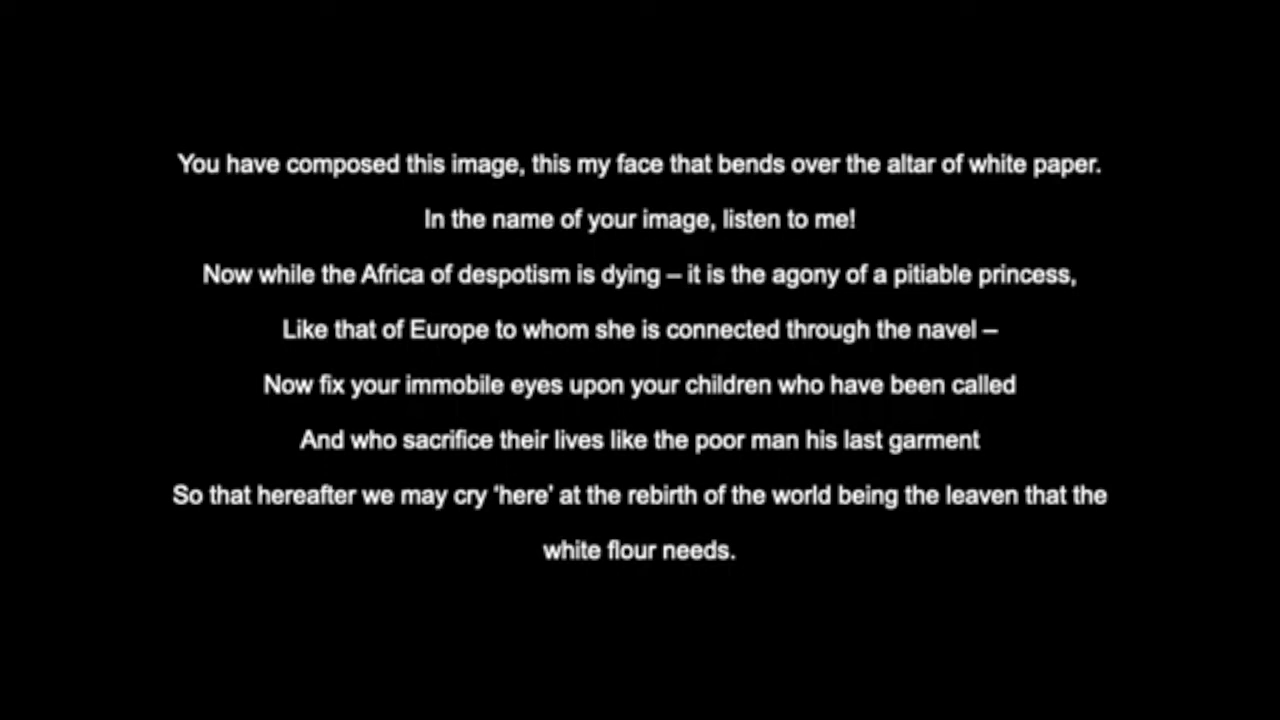 You have composed this image, this my face that bends over the altar of white paper.
In the name of your image, listen to me!
Now while the Africa of despotism is dying – it is the agony of a pitiable princess,
Like that of Europe to whom she is connected through the navel –
Now fix your immobile eyes upon your children who have been called
And who sacrifice their lives like the poor man his last garment
So that hereafter we may cry ‘here’ at the rebirth of the world being the leaven that the
white flour needs.